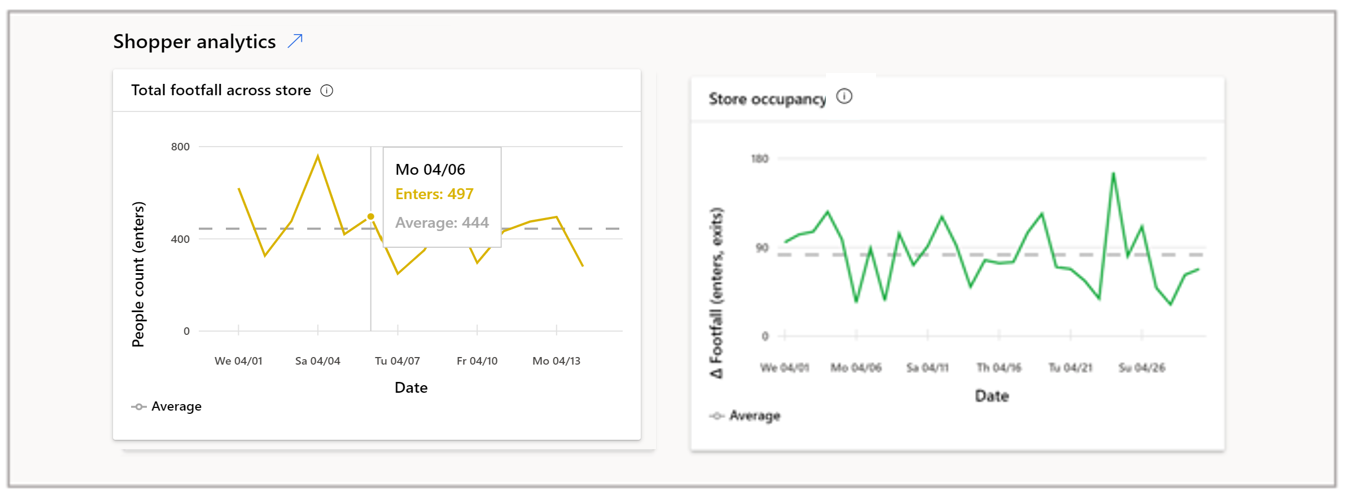 Shopper analytics
Total footfall across store
800
400
0
People count (enters)
Mo 04/06
Enters: 497
Average: 444
We 04/01 Sa 04/04 Tu 04/07 Fr 04/10 Mo 04/13
Date
Average
Store occupancy
180
90
0
Δ Footfall (enters, exits)
We 04/01 Mo 04/06 Sa 04/11 Th 04/16 Tu 04/21 Su 04/26
Date
Average